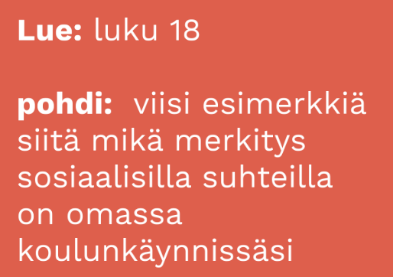 Lue: luku 18
pohdi: viisi esimerkkiä
siitä mikä merkitys
sosiaalisilla suhteilla
on omassa
koulunkäynnissäsi